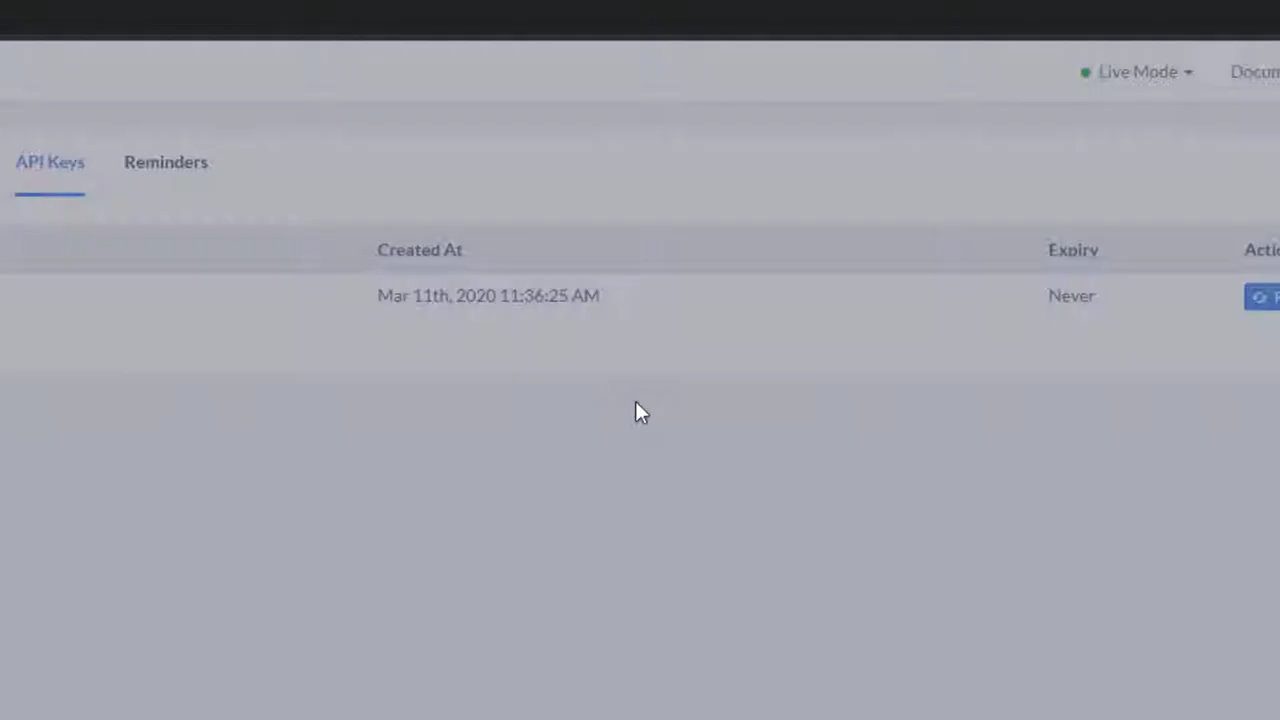 Live Mode
API Keys Reminders
Created At Expiry
Mar 11th, 2020 11:36:25 AM Never